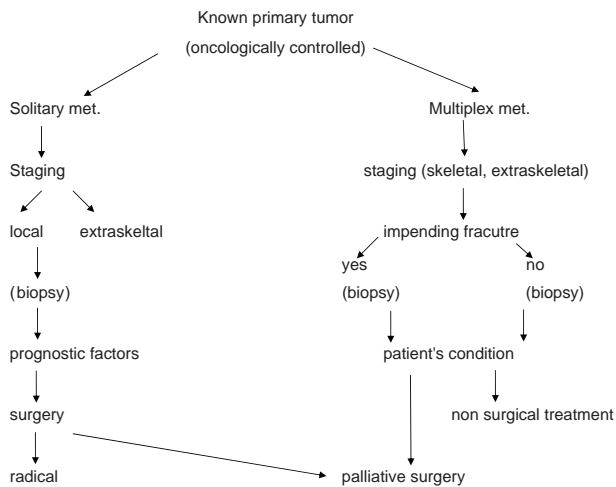 Known primary tumor
(oncologically controlled)
Solitary met.
Multiplex met.
Staging
staging (skeletal, extraskeletal)
local
extraskeltal
impending fracutre
yes
no
(biopsy)
(biopsy)
(biopsy)
prognostic factors
patient's condition
surgery
non surgical treatment
radical
palliative surgery